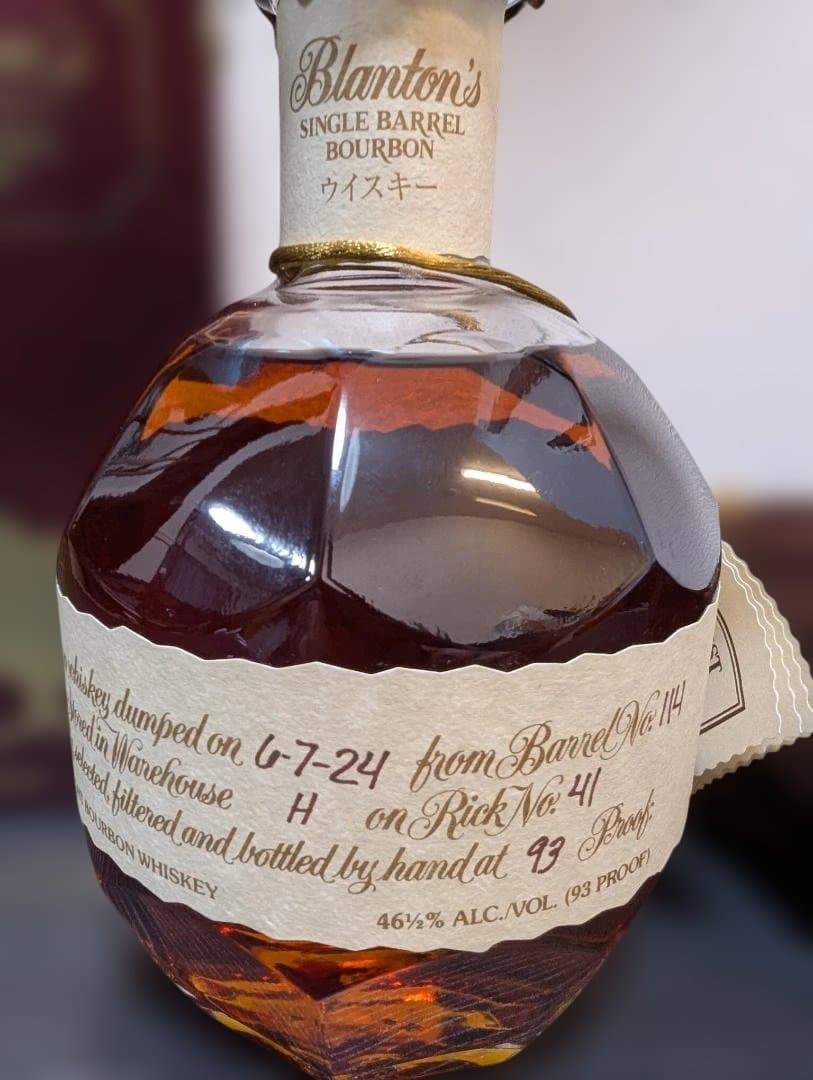 Blanton's
SINGLE BARREL
BOURBON
ウイスキー
whiskey dumped on 6-7-24 from Barrel No. 114
stored in Warehouse H on Rick No. 41
selected, filtered and bottled by hand at 93 Proof.
BOURBON WHISKEY
46½% ALC./VOL. (93 PROOF)